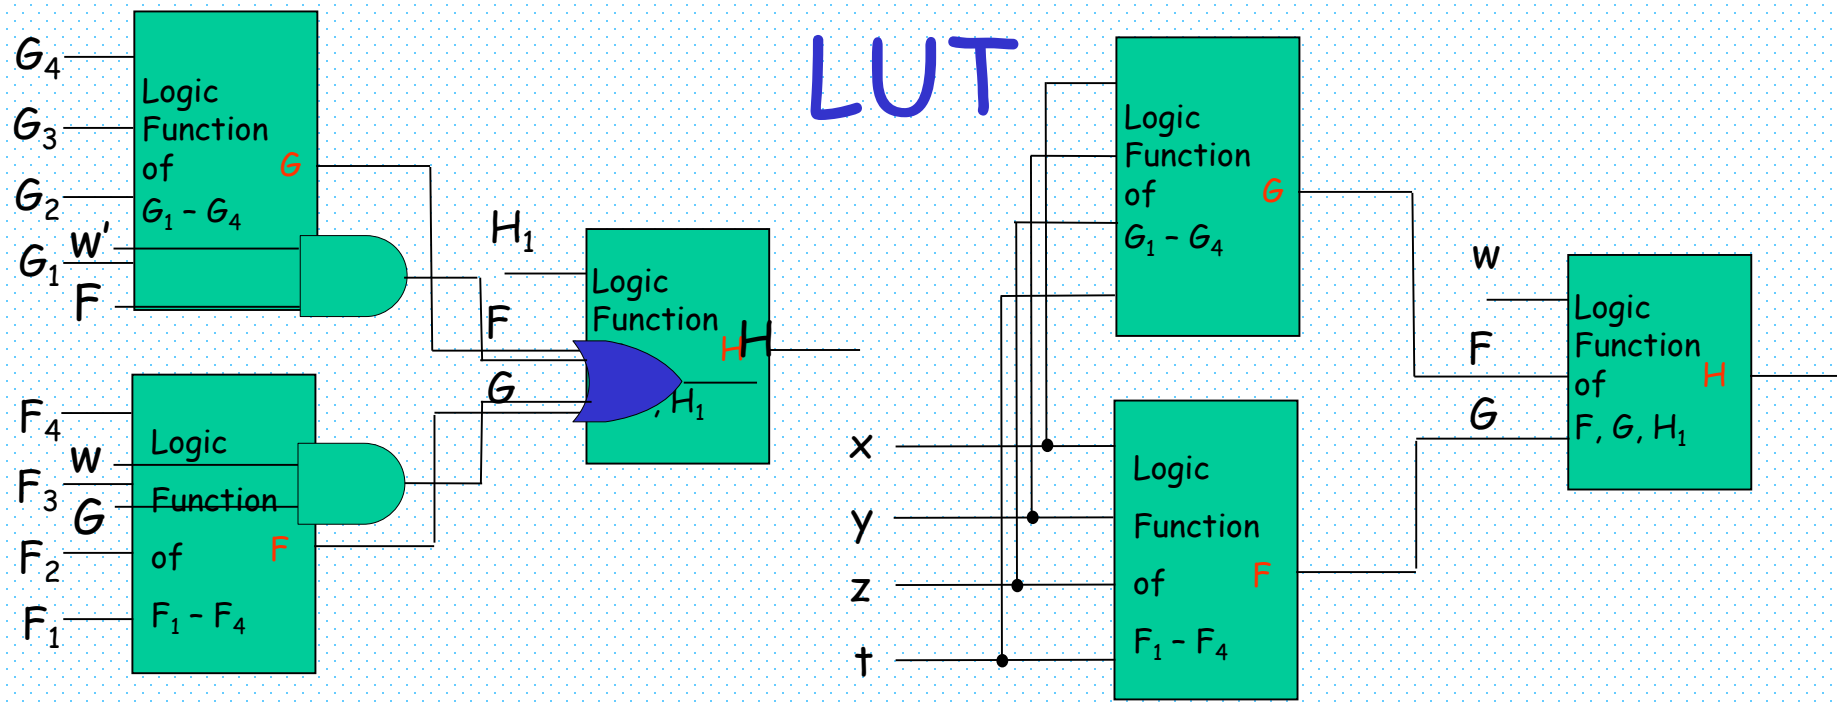 LUT
G4
G3
G2
w'
G1
F
Logic
Function
of
G1 – G4
G
F4
w
F3
G
F2
F1
Logic
Function
of
F1 – F4
F
H1
F
G
Logic
Function
, H1
H
H
x
y
z
t
Logic
Function
of
G1 – G4
G
Logic
Function
of
F1 – F4
F
w
F
G
Logic
Function
of
F, G, H1
H